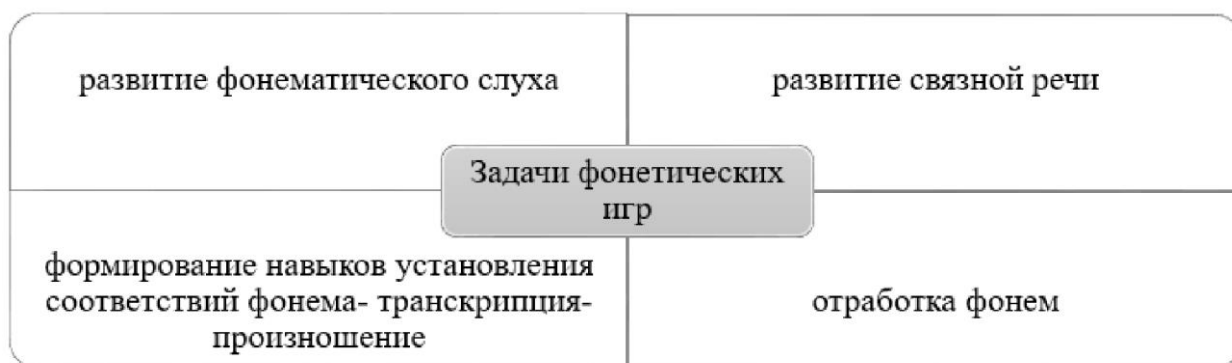 развитие фонематического слуха
развитие связной речи
Задачи фонетических
игр
формирование навыков установления
соответствий фонема- транскрипция-
произношение
отработка фонем